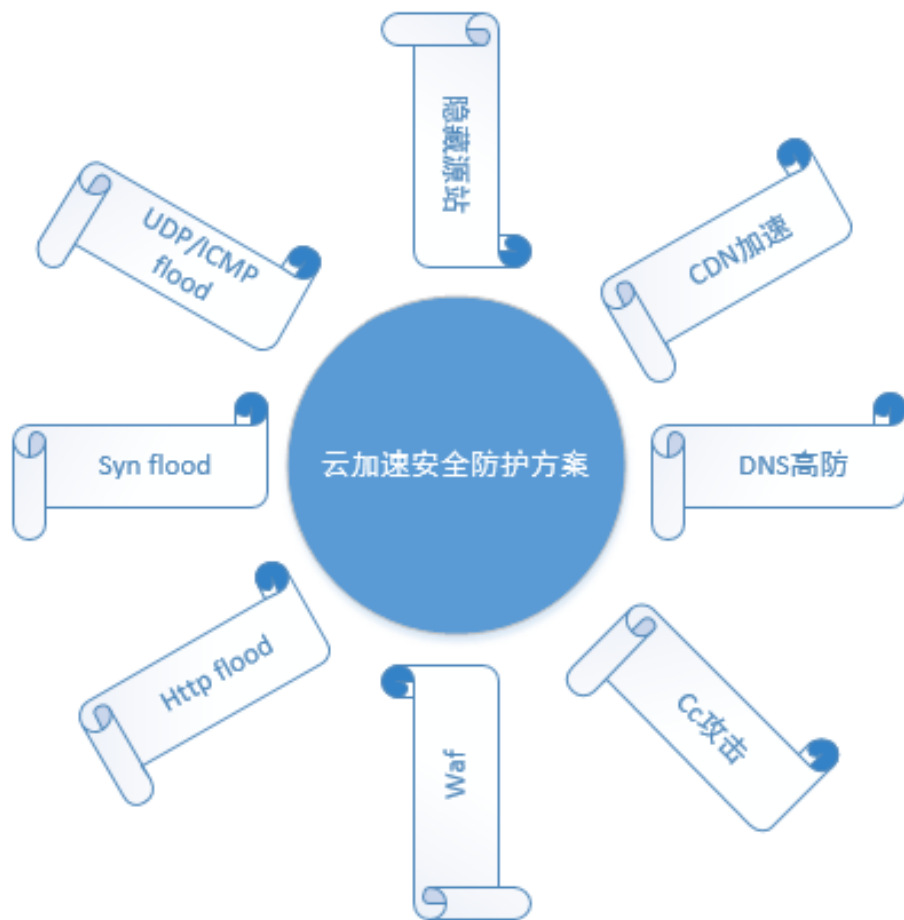 隐藏源站
CDN加速
UDP/ICMP
flood
云加速安全防护方案
Syn flood
DNS高防
Http flood
Cc攻击
Waf